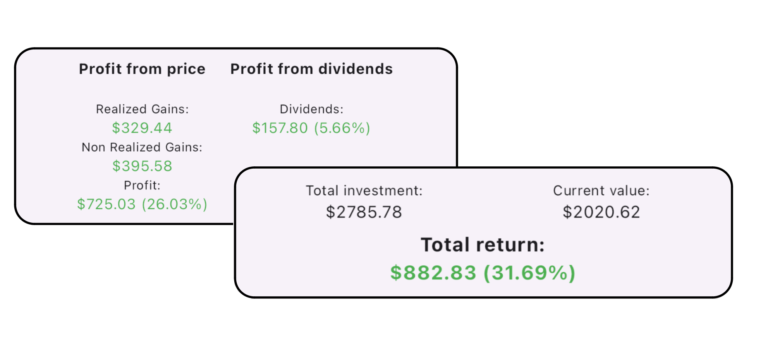 Profit from price
Realized Gains:
$329.44
Non Realized Gains:
$395.58
Profit:
$725.03 (26.03%)
Profit from dividends
Dividends:
$157.80 (5.66%)
Total investment:
$2785.78
Current value:
$2020.62
Total return:
$882.83 (31.69%)